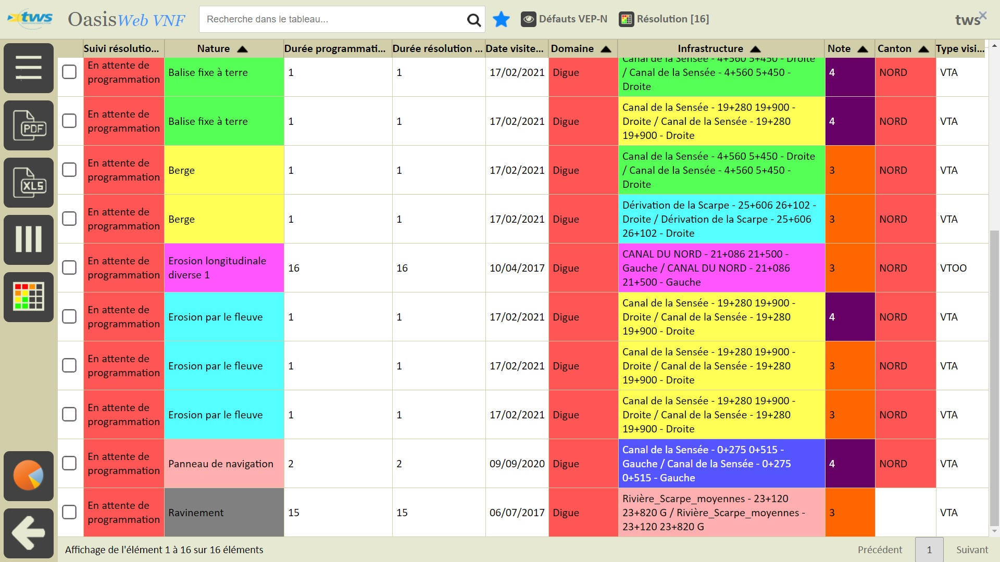 tws
OasisWeb VNF
Recherche dans le tableau...
Défauts VEP-N
Résolution [16]
tws
Suivi résolutio... Nature Durée programmati... Durée résolution ... Date visite... Domaine Infrastructure Note Canton Type visi...
PDF
XLS
En attente de programmation Balise fixe à terre 1 1 17/02/2021 Digue Canal de la Sensée - 4+560 5+450 - Droite
/ Canal de la Sensée - 4+560 5+450 -
Droite 4 NORD VTA
En attente de programmation Balise fixe à terre 1 1 17/02/2021 Digue Canal de la Sensée - 19+280 19+900 -
Droite / Canal de la Sensée - 19+280
19+900 - Droite 4 NORD VTA
En attente de programmation Berge 1 1 17/02/2021 Digue Canal de la Sensée - 4+560 5+450 - Droite
/ Canal de la Sensée - 4+560 5+450 -
Droite 3 NORD VTA
En attente de programmation Berge 1 1 17/02/2021 Digue Dérivation de la Scarpe - 25+606 26+102 -
Droite / Dérivation de la Scarpe - 25+606
26+102 - Droite 3 NORD VTA
En attente de programmation Erosion longitudinale diverse 1 16 16 10/04/2017 Digue CANAL DU NORD - 21+086 21+500 -
Gauche / CANAL DU NORD - 21+086
21+500 - Gauche 3 NORD VTOO
En attente de programmation Erosion par le fleuve 1 1 17/02/2021 Digue Canal de la Sensée - 19+280 19+900 -
Droite / Canal de la Sensée - 19+280
19+900 - Droite 4 NORD VTA
En attente de programmation Erosion par le fleuve 1 1 17/02/2021 Digue Canal de la Sensée - 19+280 19+900 -
Droite / Canal de la Sensée - 19+280
19+900 - Droite 3 NORD VTA
En attente de programmation Erosion par le fleuve 1 1 17/02/2021 Digue Canal de la Sensée - 19+280 19+900 -
Droite / Canal de la Sensée - 19+280
19+900 - Droite 3 NORD VTA
En attente de programmation Panneau de navigation 2 2 09/09/2020 Digue Canal de la Sensée - 0+275 0+515 -
Gauche / Canal de la Sensée - 0+275
0+515 - Gauche 4 NORD VTA
En attente de programmation Ravinement 15 15 06/07/2017 Digue Rivière_Scarpe_moyennes - 23+120
23+820 G / Rivière_Scarpe_moyennes -
23+120 23+820 G 3 VTA
Affichage de l'élément 1 à 16 sur 16 éléments
Précédent 1 Suivant